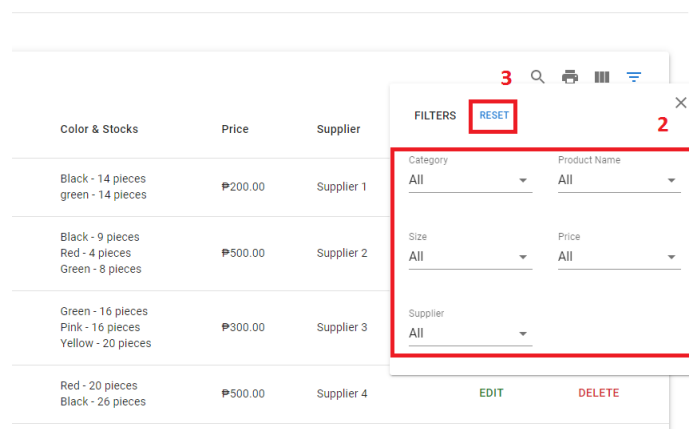 3
FILTERS RESET
2
Color & Stocks Price Supplier
Category Product Name
All All
Black - 14 pieces
green - 14 pieces
₱200.00 Supplier 1
Size Price
All All
Black - 9 pieces
Red - 4 pieces
Green - 8 pieces
₱500.00 Supplier 2
Supplier
All
Green - 16 pieces
Pink - 16 pieces
Yellow - 20 pieces
₱300.00 Supplier 3
Red - 20 pieces
Black - 26 pieces
₱500.00 Supplier 4 EDIT DELETE